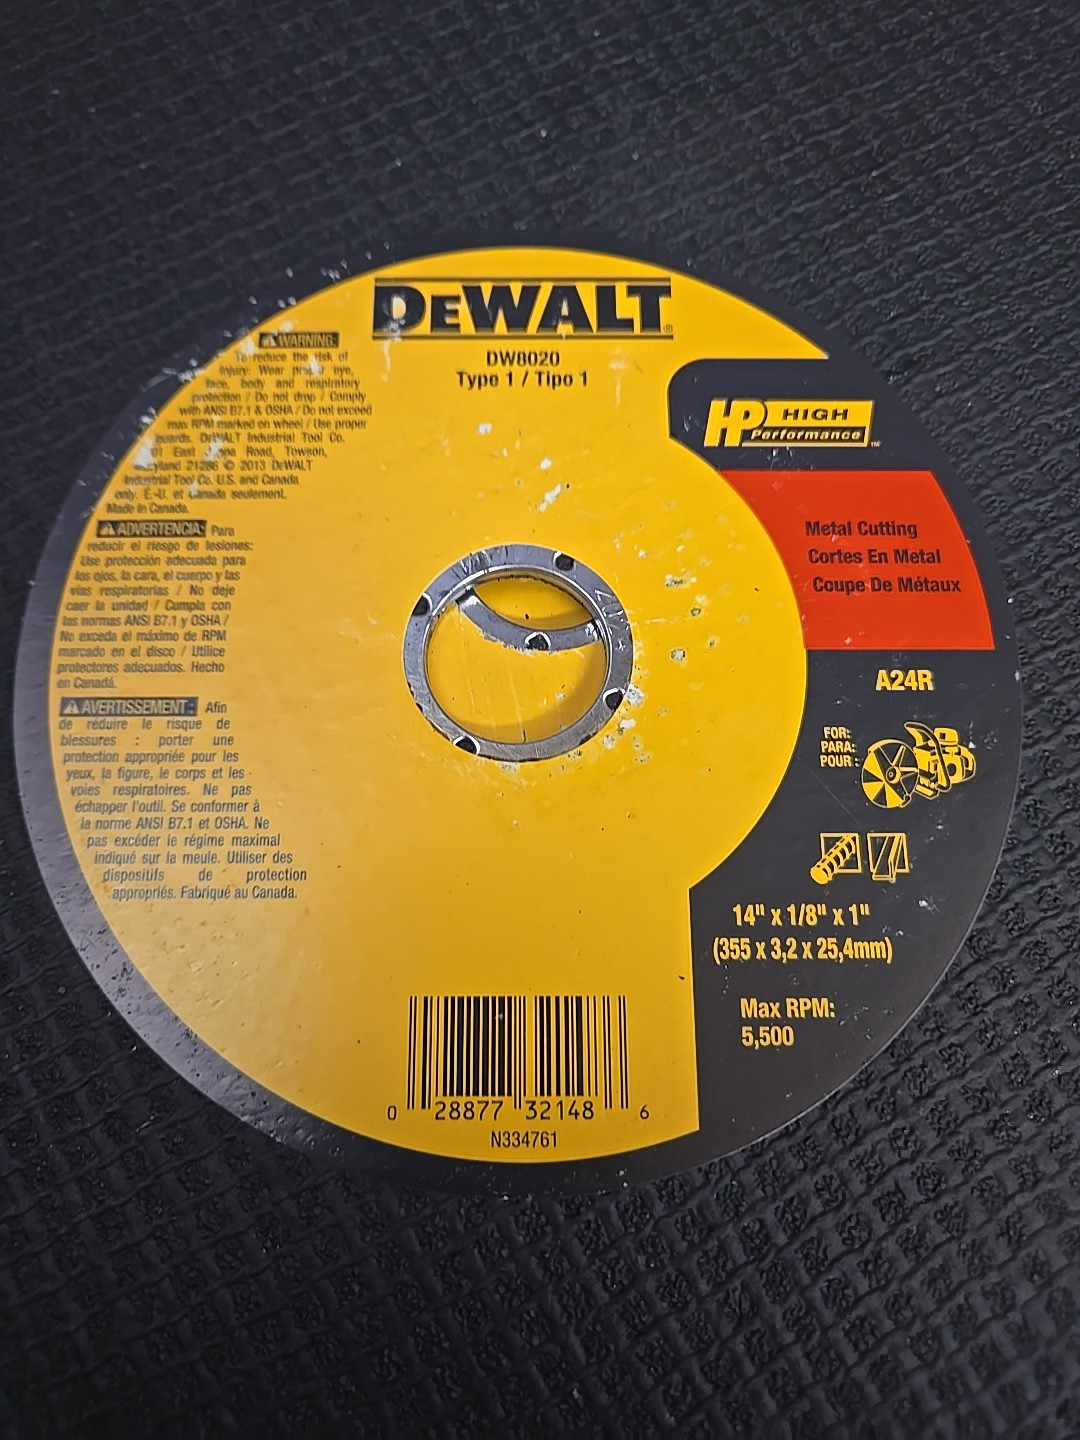 DEWALT®
DW8020
Type 1 / Tipo 1
WARNING:
To reduce the risk of
injury: Wear proper eye,
face, body and respiratory
protection / Do not drop / Comply
with ANSI B7.1 & OSHA / Do not exceed
max RPM marked on wheel / Use proper
guards. DeWALT Industrial Tool Co.
East Road, Towson,
21286 © 2013 DeWALT
Industrial Tool Co. U.S. and Canada
only. É.-U. et Canada seulement.
Made in Canada.
ADVERTENCIA: Para
reducir el riesgo de lesiones:
Use protección adecuada para
los ojos, la cara, el cuerpo y las
vías respiratorias / No deje
caer la unidad / Cumpla con
las normas ANSI B7.1 y OSHA /
No exceda el máximo de RPM
marcado en el disco / Utilice
protectores adecuados. Hecho
en Canadá.
AVERTISSEMENT: Afin
de réduire le risque de
blessures : porter une
protection appropriée pour les
yeux, la figure, le corps et les
voies respiratoires. Ne pas
échapper l'outil. Se conformer à
la norme ANSI B7.1 et OSHA. Ne
pas excéder le régime maximal
indiqué sur la meule. Utiliser des
dispositifs de protection
appropriés. Fabriqué au Canada.
HP HIGH
Performance™
Metal Cutting
Cortes En Metal
Coupe De Métaux
A24R
FOR:
PARA:
POUR :
14" x 1/8" x 1"
(355 x 3,2 x 25,4mm)
Max RPM:
5,500
0 28877 32148 6
N334761